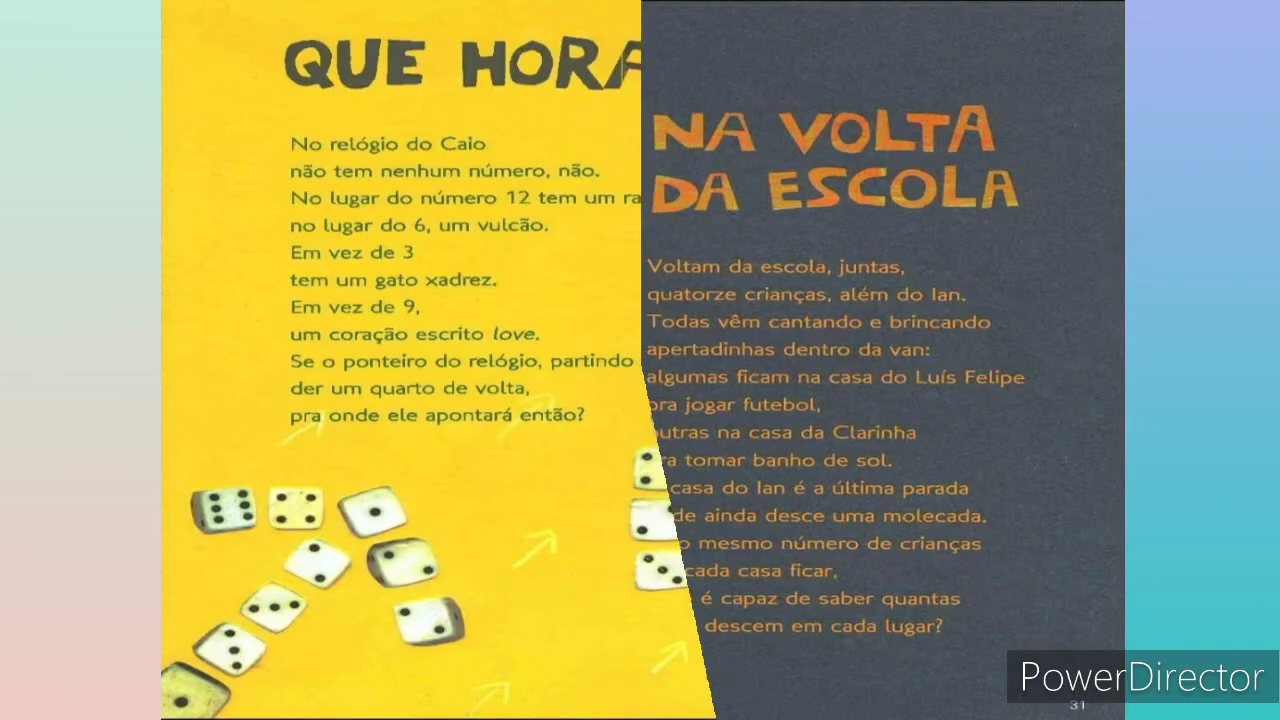 QUE HORA
No relógio do Caio
não tem nenhum número, não.
No lugar do número 12 tem um
no lugar do 6, um vulcão.
Em vez de 3
tem um gato xadrez.
Em vez de 9,
um coração escrito love.
Se o ponteiro do relógio, partindo
der um quarto de volta,
pra onde ele apontará então?
NA VOLTA
DA ESCOLA
Voltam da escola, juntas,
quatorze crianças, além do Ian.
Todas vêm cantando e brincando
apertadinhas dentro da van:
algumas ficam na casa do Luís Felipe
pra jogar futebol,
outras na casa da Clarinha
tomar banho de sol.
casa do Ian é a última parada
ainda desce uma molecada.
mesmo número de crianças
cada casa ficar,
é capaz de saber quantas
descem em cada lugar?
31
PowerDirector